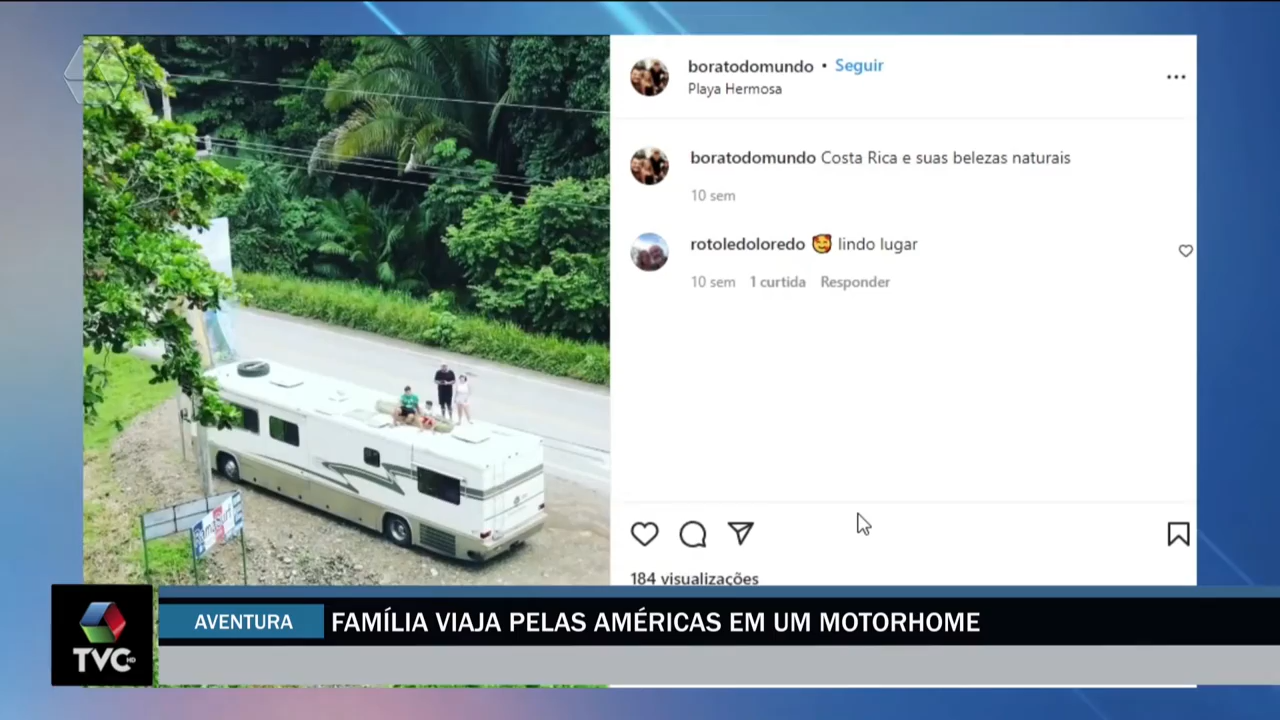 boratodomundo • Seguir
Playa Hermosa
boratodomundo Costa Rica e suas belezas naturais
10 sem
rotoledoloredo 🥰 lindo lugar
10 sem 1 curtida Responder
184 visualizações
AVENTURA
FAMÍLIA VIAJA PELAS AMÉRICAS EM UM MOTORHOME
TVC HD